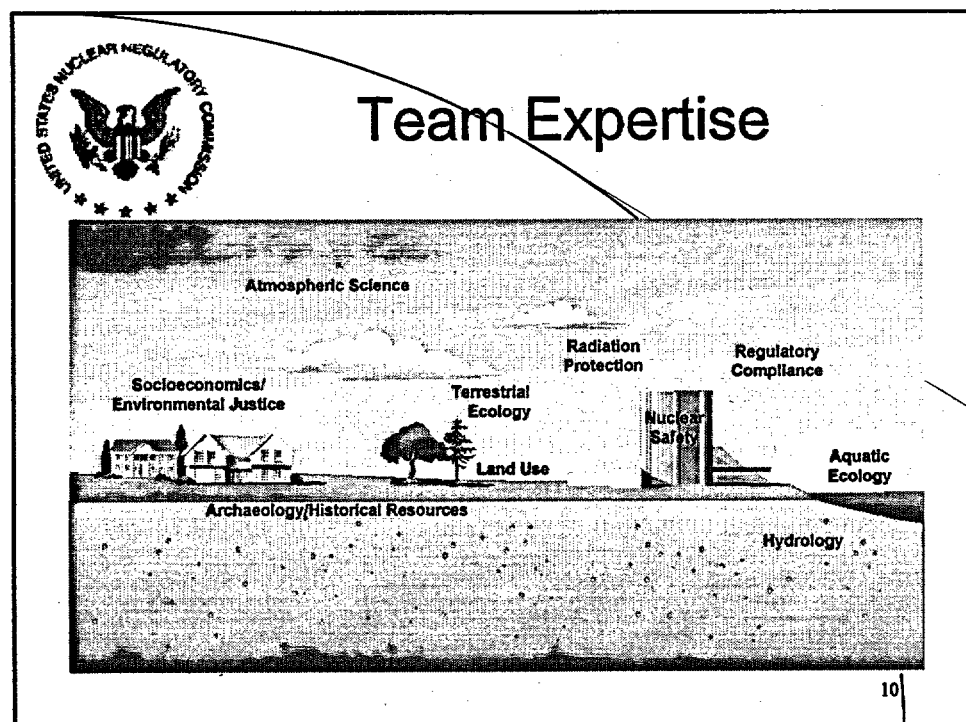 UNITED STATES NUCLEAR REGULATORY COMMISSION
Team Expertise
Atmospheric Science
Radiation
Protection
Regulatory
Compliance
Socioeconomics/
Environmental Justice
Terrestrial
Ecology
Nuclear
Safety
Land Use
Aquatic
Ecology
Archaeology/Historical Resources
Hydrology
10